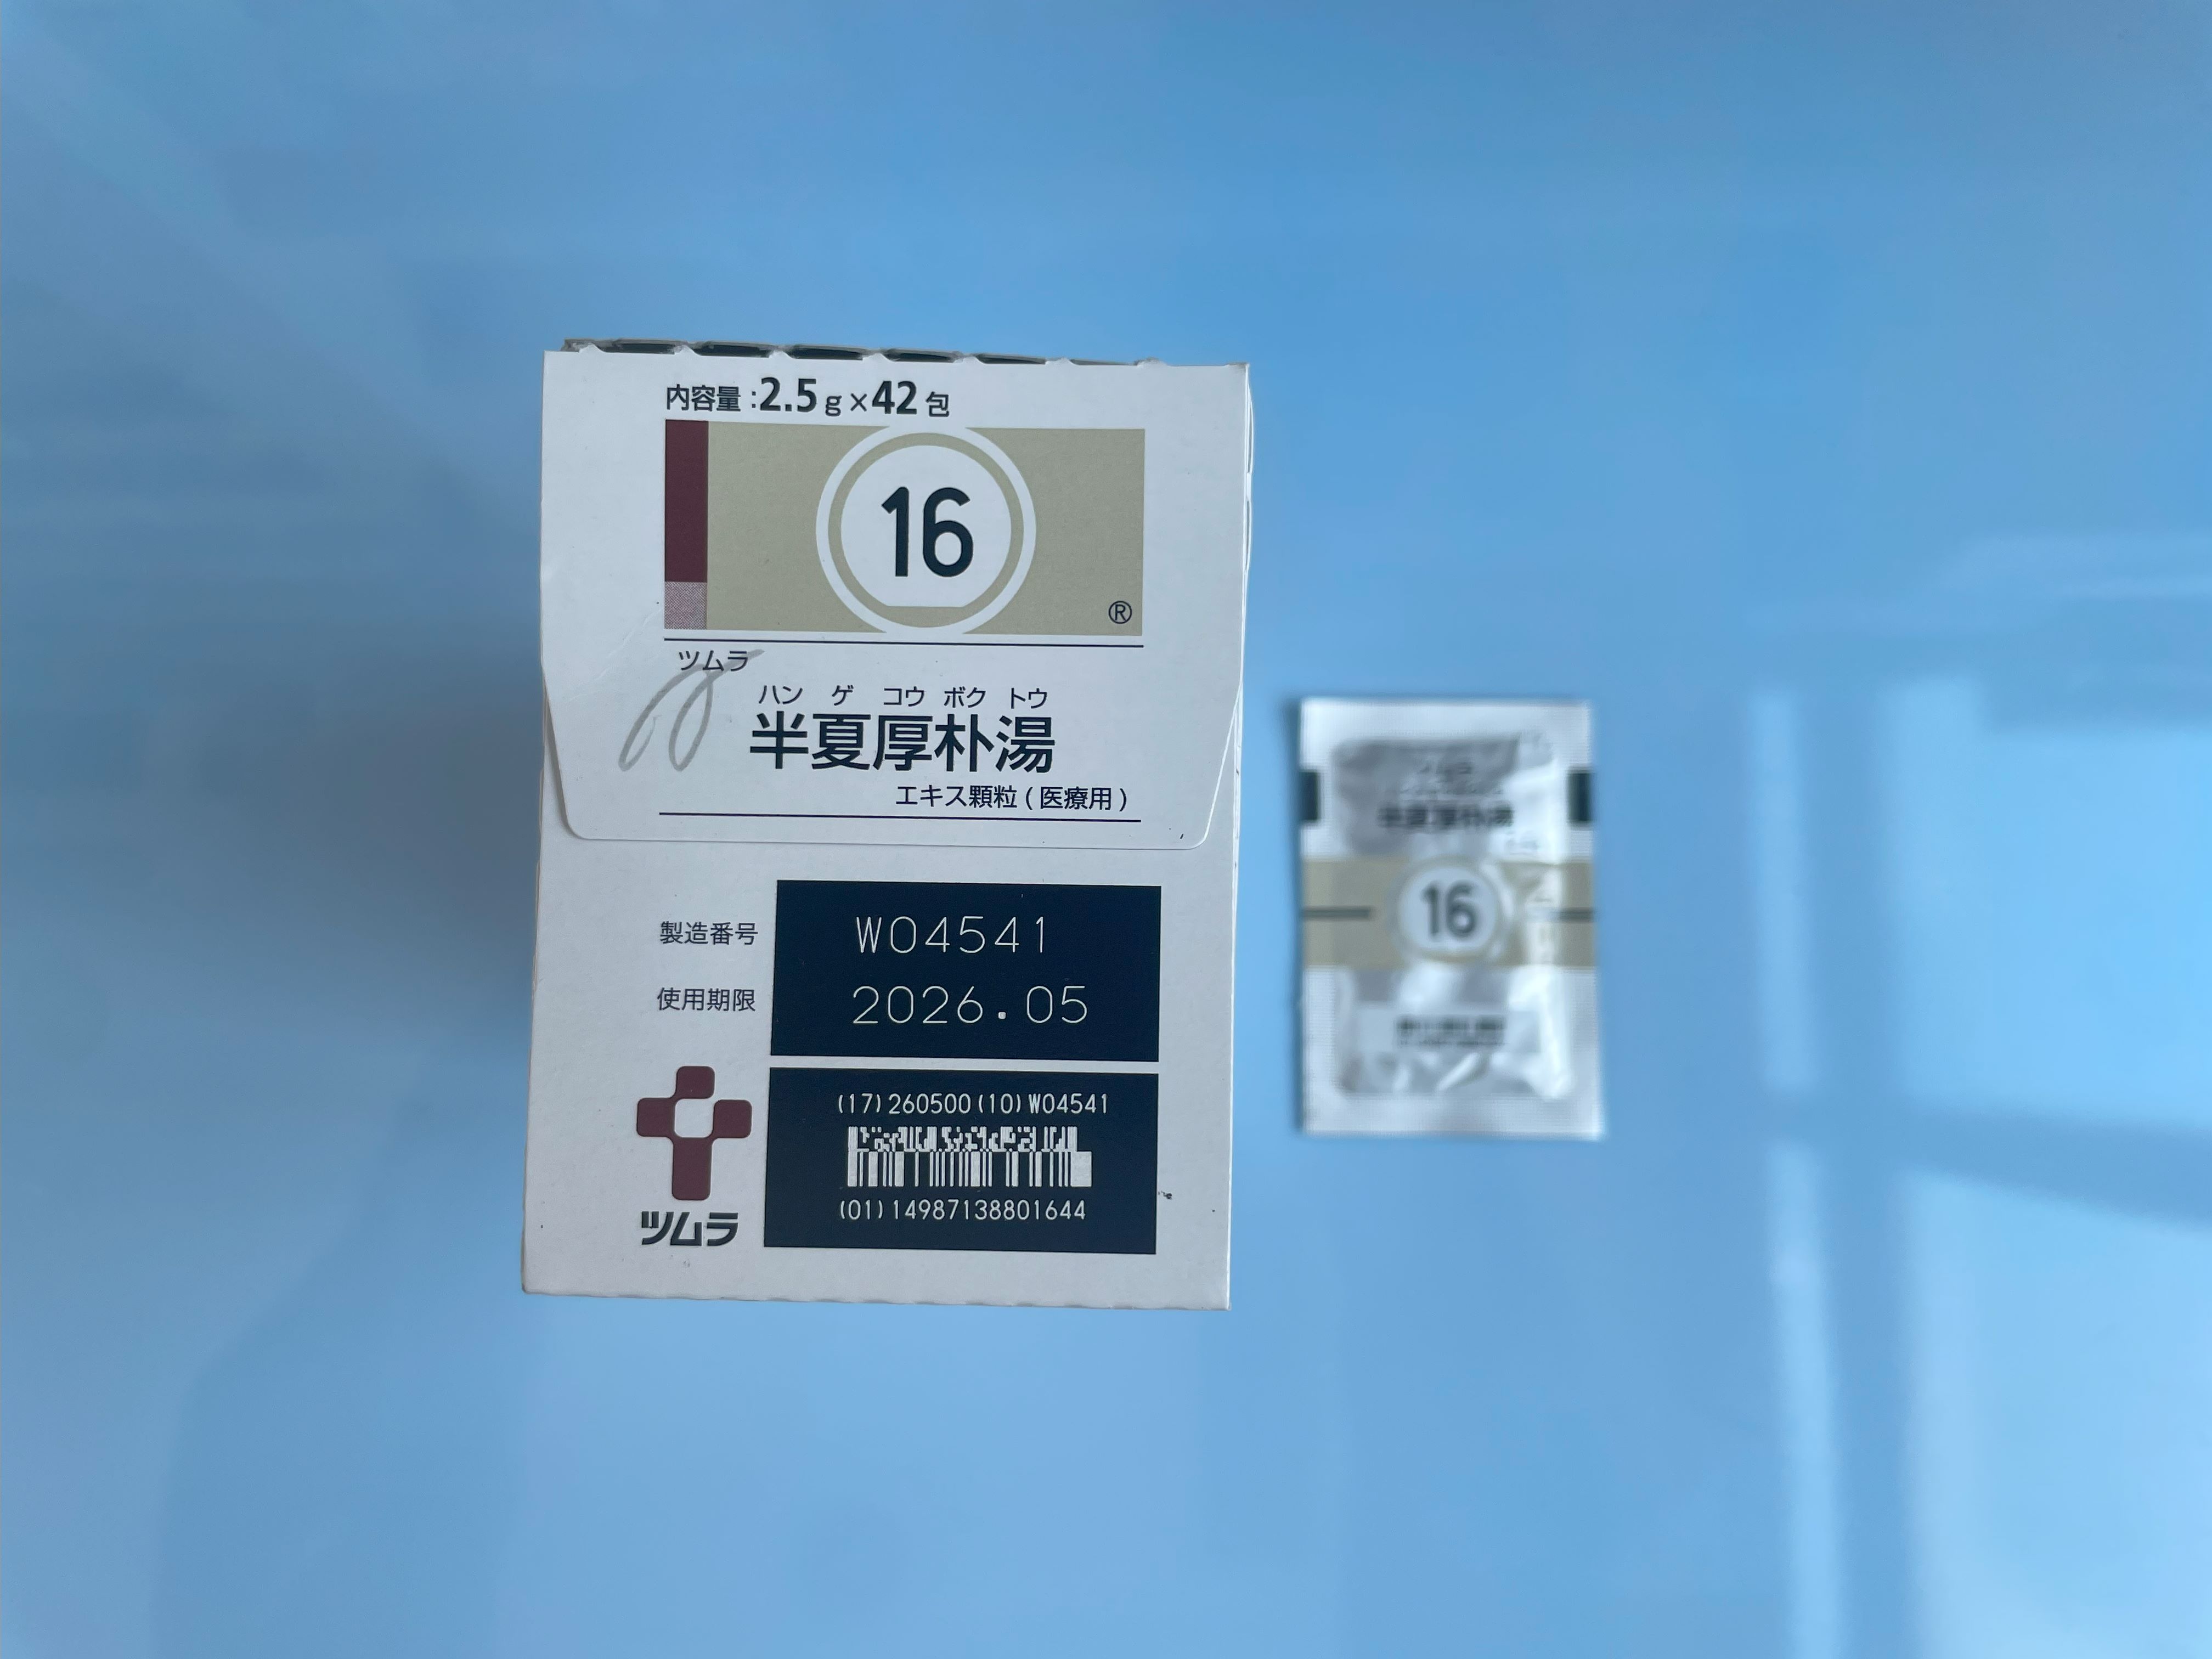 内容量:2.5g×42包
16
®
ツムラ
ハン ゲ コウ ボク トウ
半夏厚朴湯
エキス顆粒(医療用)
製造番号 W04541
使用期限 2026.05
(17)260500(10)W04541
(01)14987138801644
ツムラ
ツムラ
半夏厚朴湯
16